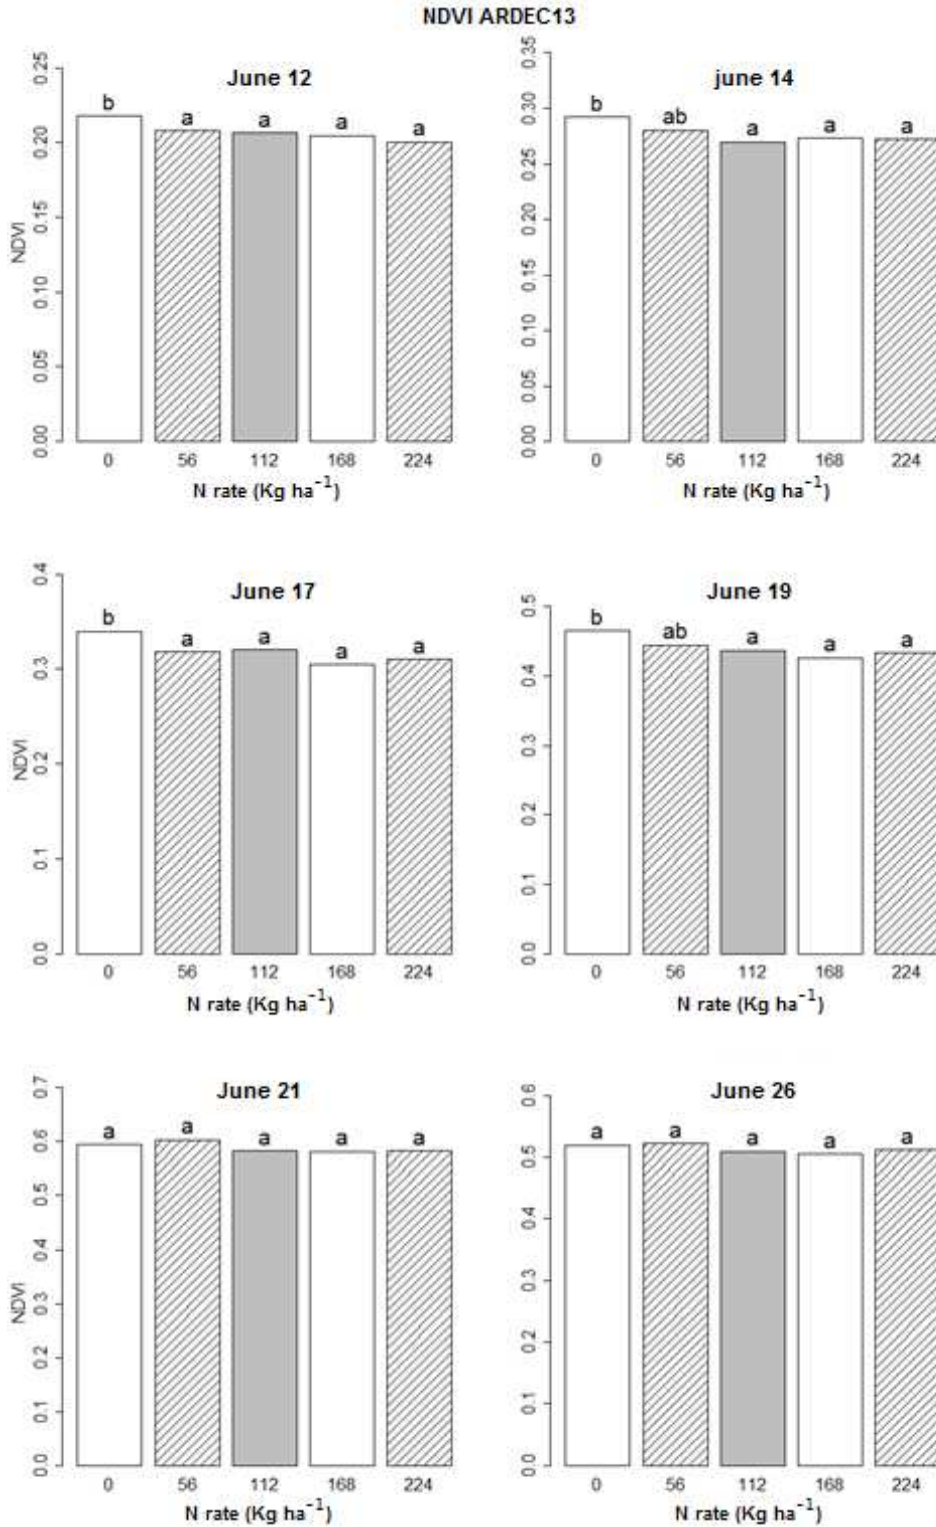 NDVI ARDEC13
June 12
NDVI
0.00 0.05 0.10 0.15 0.20 0.25
b a a a a
0 56 112 168 224
N rate (Kg ha⁻¹)
june 14
0.00 0.05 0.10 0.15 0.20 0.25 0.30 0.35
b ab a a a
0 56 112 168 224
N rate (Kg ha⁻¹)
June 17
NDVI
0.0 0.1 0.2 0.3 0.4
b a a a a
0 56 112 168 224
N rate (Kg ha⁻¹)
June 19
0.0 0.1 0.2 0.3 0.4 0.5
b ab a a a
0 56 112 168 224
N rate (Kg ha⁻¹)
June 21
NDVI
0.0 0.1 0.2 0.3 0.4 0.5 0.6 0.7
a a a a a
0 56 112 168 224
N rate (Kg ha⁻¹)
June 26
0.0 0.1 0.2 0.3 0.4 0.5 0.6
a a a a a
0 56 112 168 224
N rate (Kg ha⁻¹)